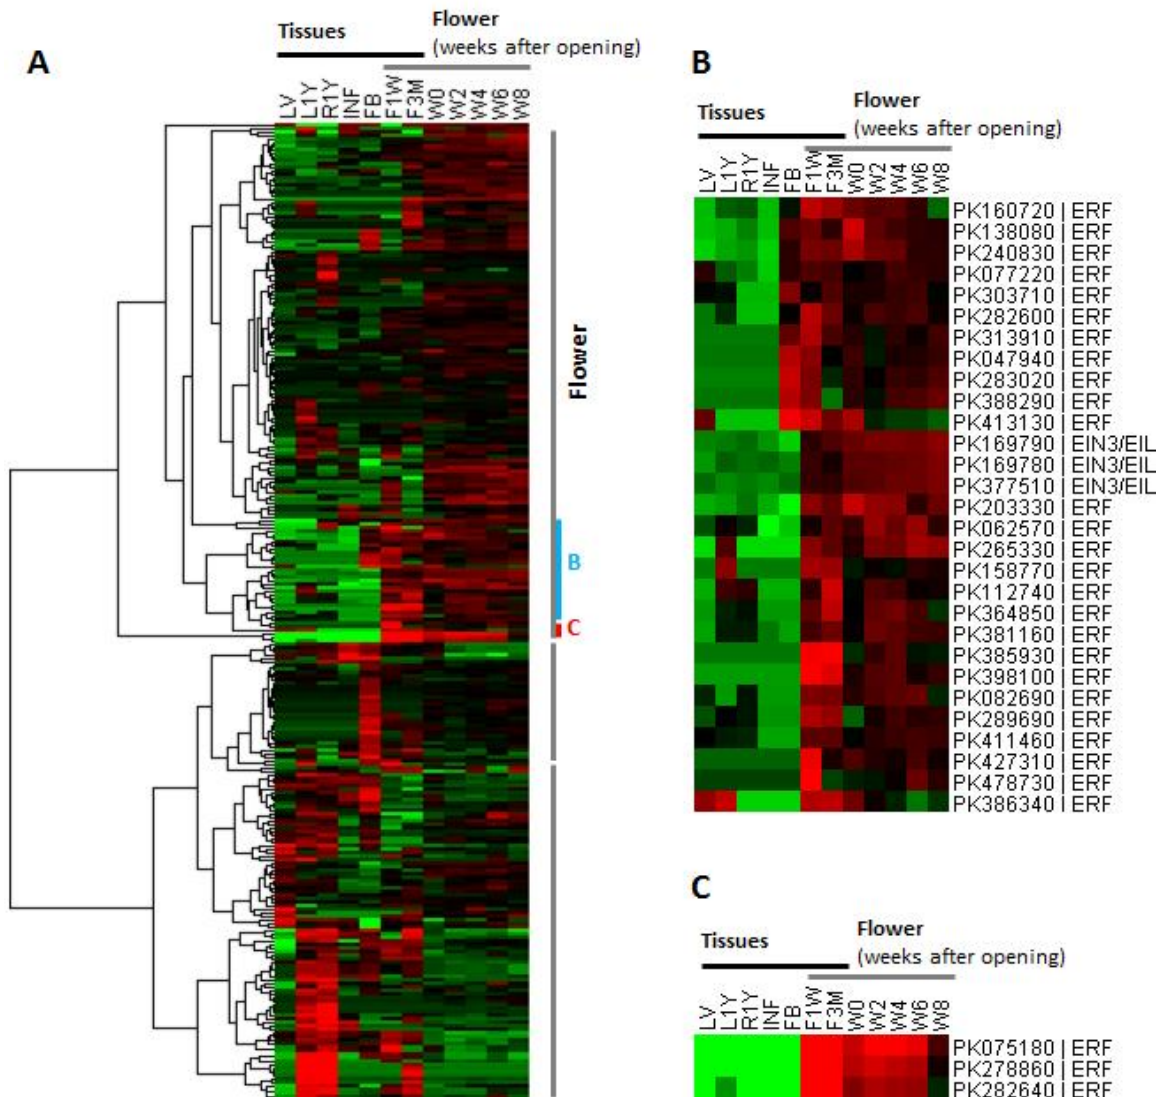 A
Tissues
Flower
(weeks after opening)
LV
L1Y
R1Y
INF
FB
F1W
F3M
W0
W2
W4
W6
W8
Flower
B
C
B
Tissues
Flower
(weeks after opening)
LV
L1Y
R1Y
INF
FB
F1W
F3M
W0
W2
W4
W6
W8
PK160720 | ERF
PK138080 | ERF
PK240830 | ERF
PK077220 | ERF
PK303710 | ERF
PK282600 | ERF
PK313910 | ERF
PK047940 | ERF
PK283020 | ERF
PK388290 | ERF
PK413130 | ERF
PK169790 | EIN3/EIL
PK169780 | EIN3/EIL
PK377510 | EIN3/EIL
PK203330 | ERF
PK062570 | ERF
PK265330 | ERF
PK158770 | ERF
PK112740 | ERF
PK364850 | ERF
PK381160 | ERF
PK385930 | ERF
PK398100 | ERF
PK082690 | ERF
PK289690 | ERF
PK411460 | ERF
PK427310 | ERF
PK478730 | ERF
PK386340 | ERF
C
Tissues
Flower
(weeks after opening)
LV
L1Y
R1Y
INF
FB
F1W
F3M
W0
W2
W4
W6
W8
PK075180 | ERF
PK278860 | ERF
PK282640 | ERF